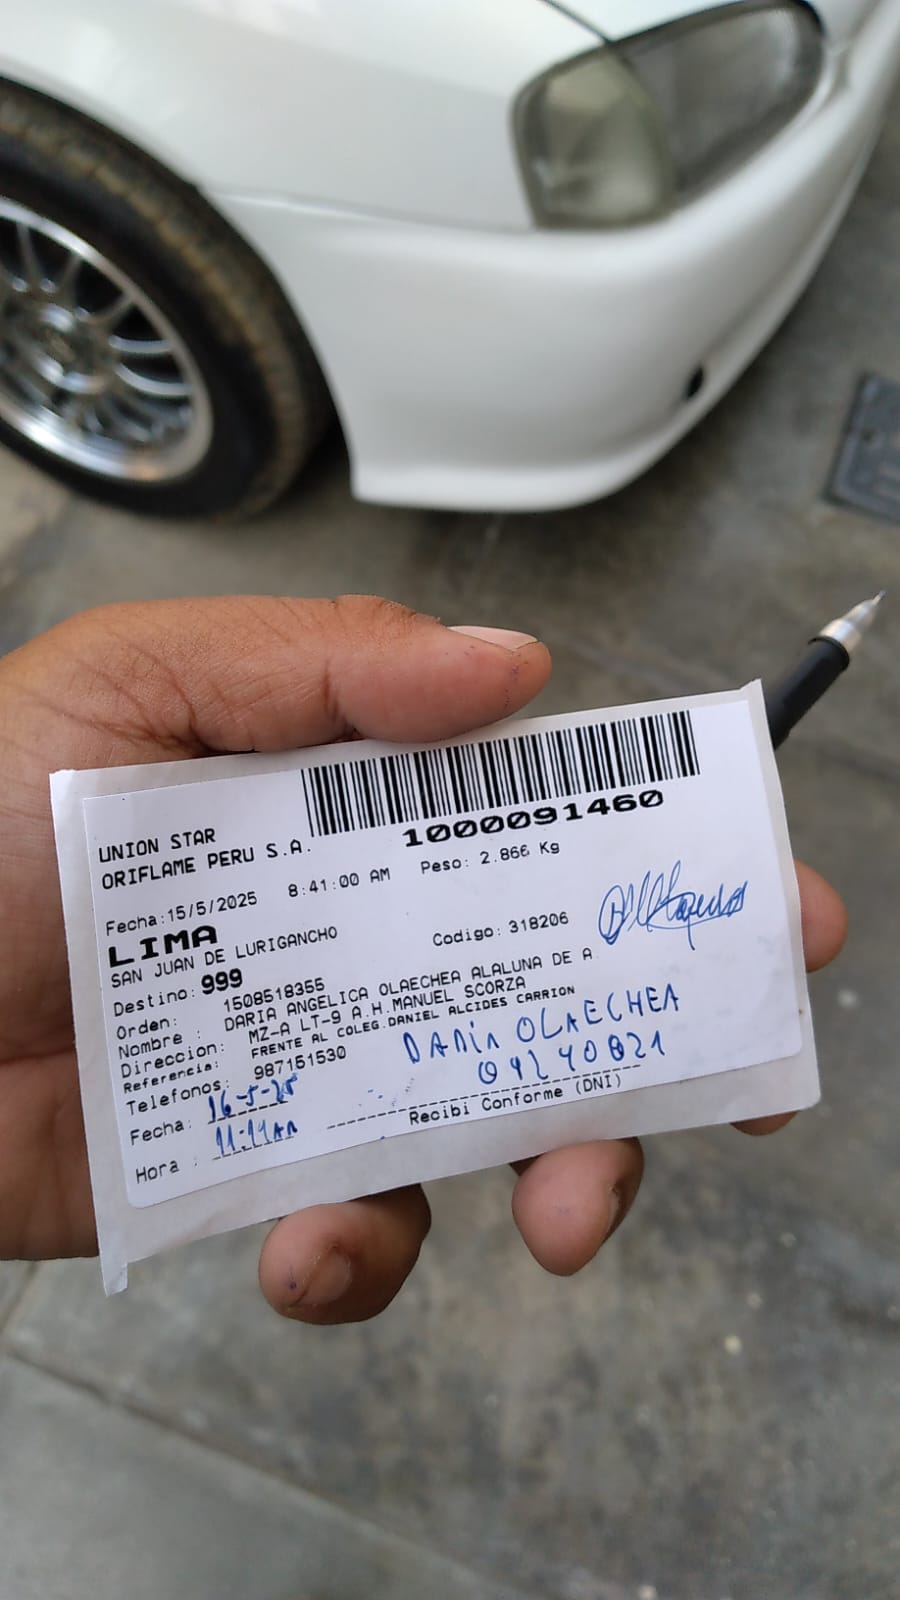 UNION STAR
ORIFLAME PERU S.A.
1000091460
Fecha:15/5/2025 8:41:00 AM Peso: 2.866 Kg
LIMA
SAN JUAN DE LURIGANCHO
Destino: 999 Codigo: 318206
Orden: 1508518355
Nombre : DARIA ANGELICA OLAECHEA ALALUNA DE A
Direccion: MZ-A LT-9 A.H.MANUEL SCORZA
Referencia: FRENTE AL COLEG.DANIEL ALCIDES CARRION
Telefonos: 987151530
DARIA OLAECHEA
Fecha: 16-5-25
09240821
Hora : 11:11AM
Recibi Conforme (DNI)